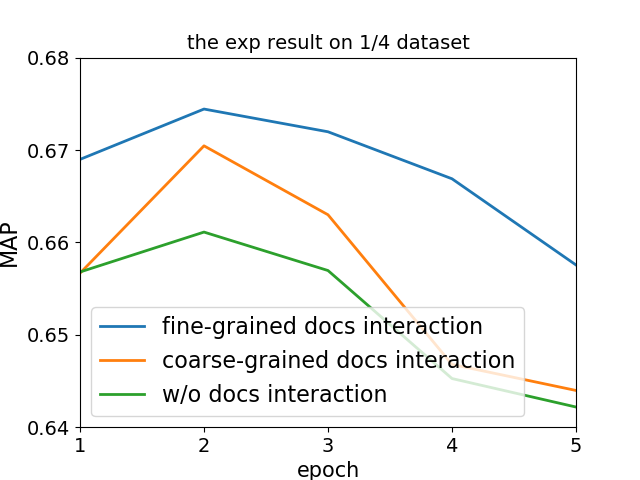 the exp result on 1/4 dataset
0.68
0.67
0.66
0.65
0.64
MAP
fine-grained docs interaction
coarse-grained docs interaction
w/o docs interaction
1 2 3 4 5
epoch